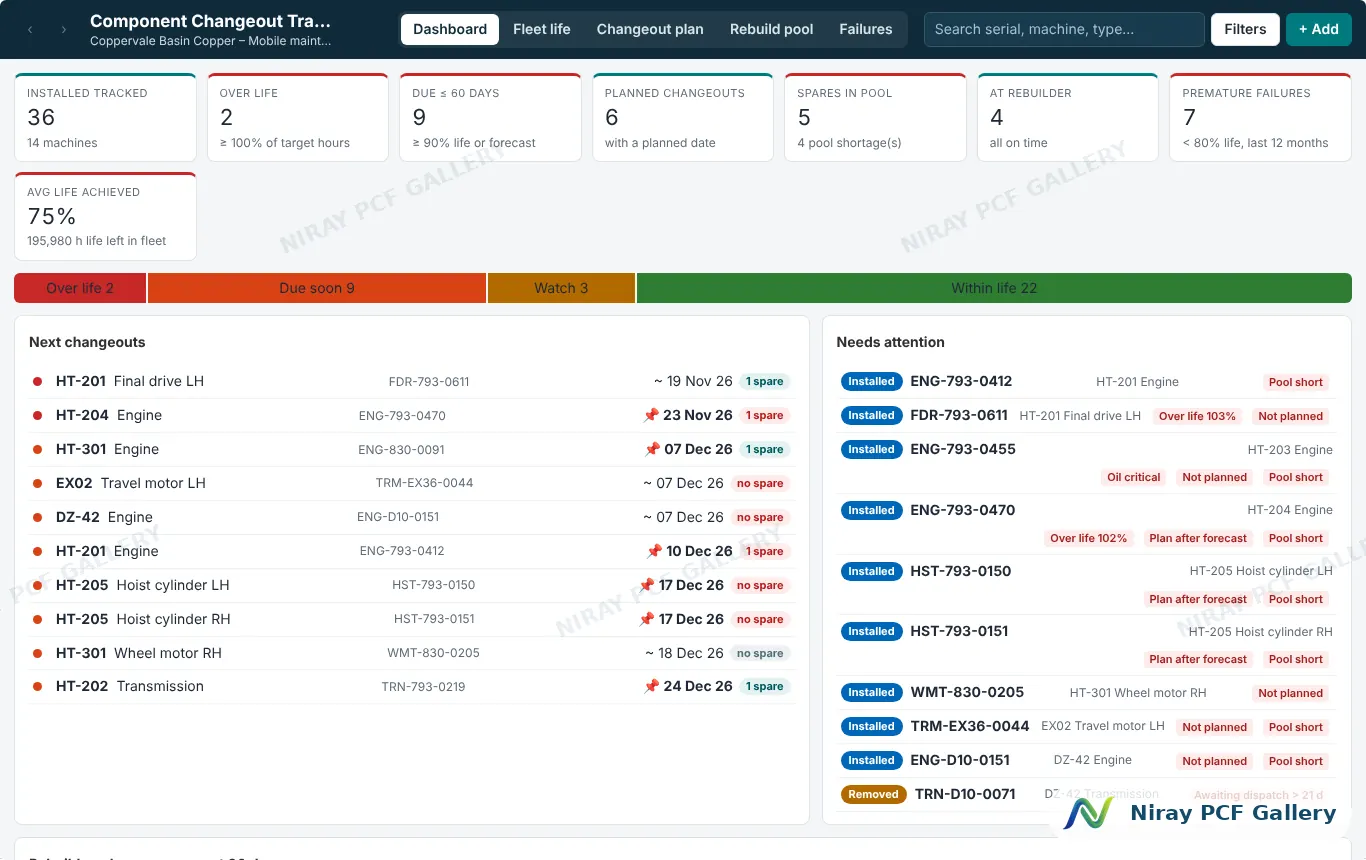 Component Changeout Tra...
Coppervale Basin Copper – Mobile maint...
Dashboard
Fleet life
Changeout plan
Rebuild pool
Failures
Search serial, machine, type...
Filters
+ Add
INSTALLED TRACKED
36
14 machines
OVER LIFE
2
≥ 100% of target hours
DUE ≤ 60 DAYS
9
≥ 90% life or forecast
PLANNED CHANGEOUTS
6
with a planned date
SPARES IN POOL
5
4 pool shortage(s)
AT REBUILDER
4
all on time
PREMATURE FAILURES
7
< 80% life, last 12 months
AVG LIFE ACHIEVED
75%
195,980 h life left in fleet
NIRAY PCF GALLERY
NIRAY PCF GALLERY
Over life 2
Due soon 9
Watch 3
Within life 22
Next changeouts
HT-201 Final drive LH FDR-793-0611 ~ 19 Nov 26 1 spare
HT-204 Engine ENG-793-0470 📌 23 Nov 26 1 spare
HT-301 Engine ENG-830-0091 📌 07 Dec 26 1 spare
EX02 Travel motor LH TRM-EX36-0044 ~ 07 Dec 26 no spare
DZ-42 Engine ENG-D10-0151 ~ 07 Dec 26 no spare
HT-201 Engine ENG-793-0412 📌 10 Dec 26 1 spare
HT-205 Hoist cylinder LH HST-793-0150 📌 17 Dec 26 no spare
HT-205 Hoist cylinder RH HST-793-0151 📌 17 Dec 26 no spare
HT-301 Wheel motor RH WMT-830-0205 ~ 18 Dec 26 no spare
HT-202 Transmission TRN-793-0219 📌 24 Dec 26 1 spare
PCF GALLERY
NIRAY PCF GALLERY
Needs attention
Installed ENG-793-0412 HT-201 Engine Pool short
Installed FDR-793-0611 HT-201 Final drive LH Over life 103% Not planned
Installed ENG-793-0455 HT-203 Engine
Oil critical Not planned Pool short
Installed ENG-793-0470 HT-204 Engine
Over life 102% Plan after forecast Pool short
Installed HST-793-0150 HT-205 Hoist cylinder LH
Plan after forecast Pool short
Installed HST-793-0151 HT-205 Hoist cylinder RH
Plan after forecast Pool short
Installed WMT-830-0205 HT-301 Wheel motor RH Not planned
Installed TRM-EX36-0044 EX02 Travel motor LH Not planned Pool short
Installed ENG-D10-0151 DZ-42 Engine Not planned Pool short
Removed TRN-D10-0071 DZ-42 Transmission Awaiting dispatch > 21 d
NIRAY PCF GALLERY
Niray PCF Gallery